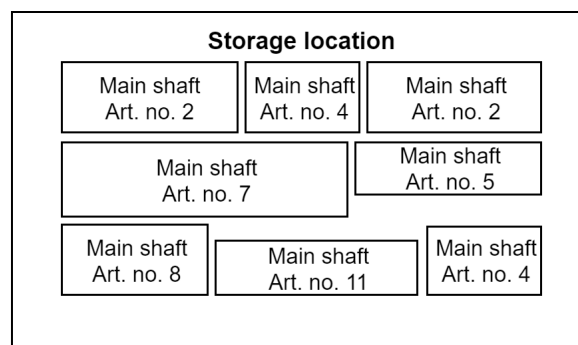 Storage location
Main shaft
Art. no. 2
Main shaft
Art. no. 4
Main shaft
Art. no. 2
Main shaft
Art. no. 7
Main shaft
Art. no. 5
Main shaft
Art. no. 8
Main shaft
Art. no. 11
Main shaft
Art. no. 4